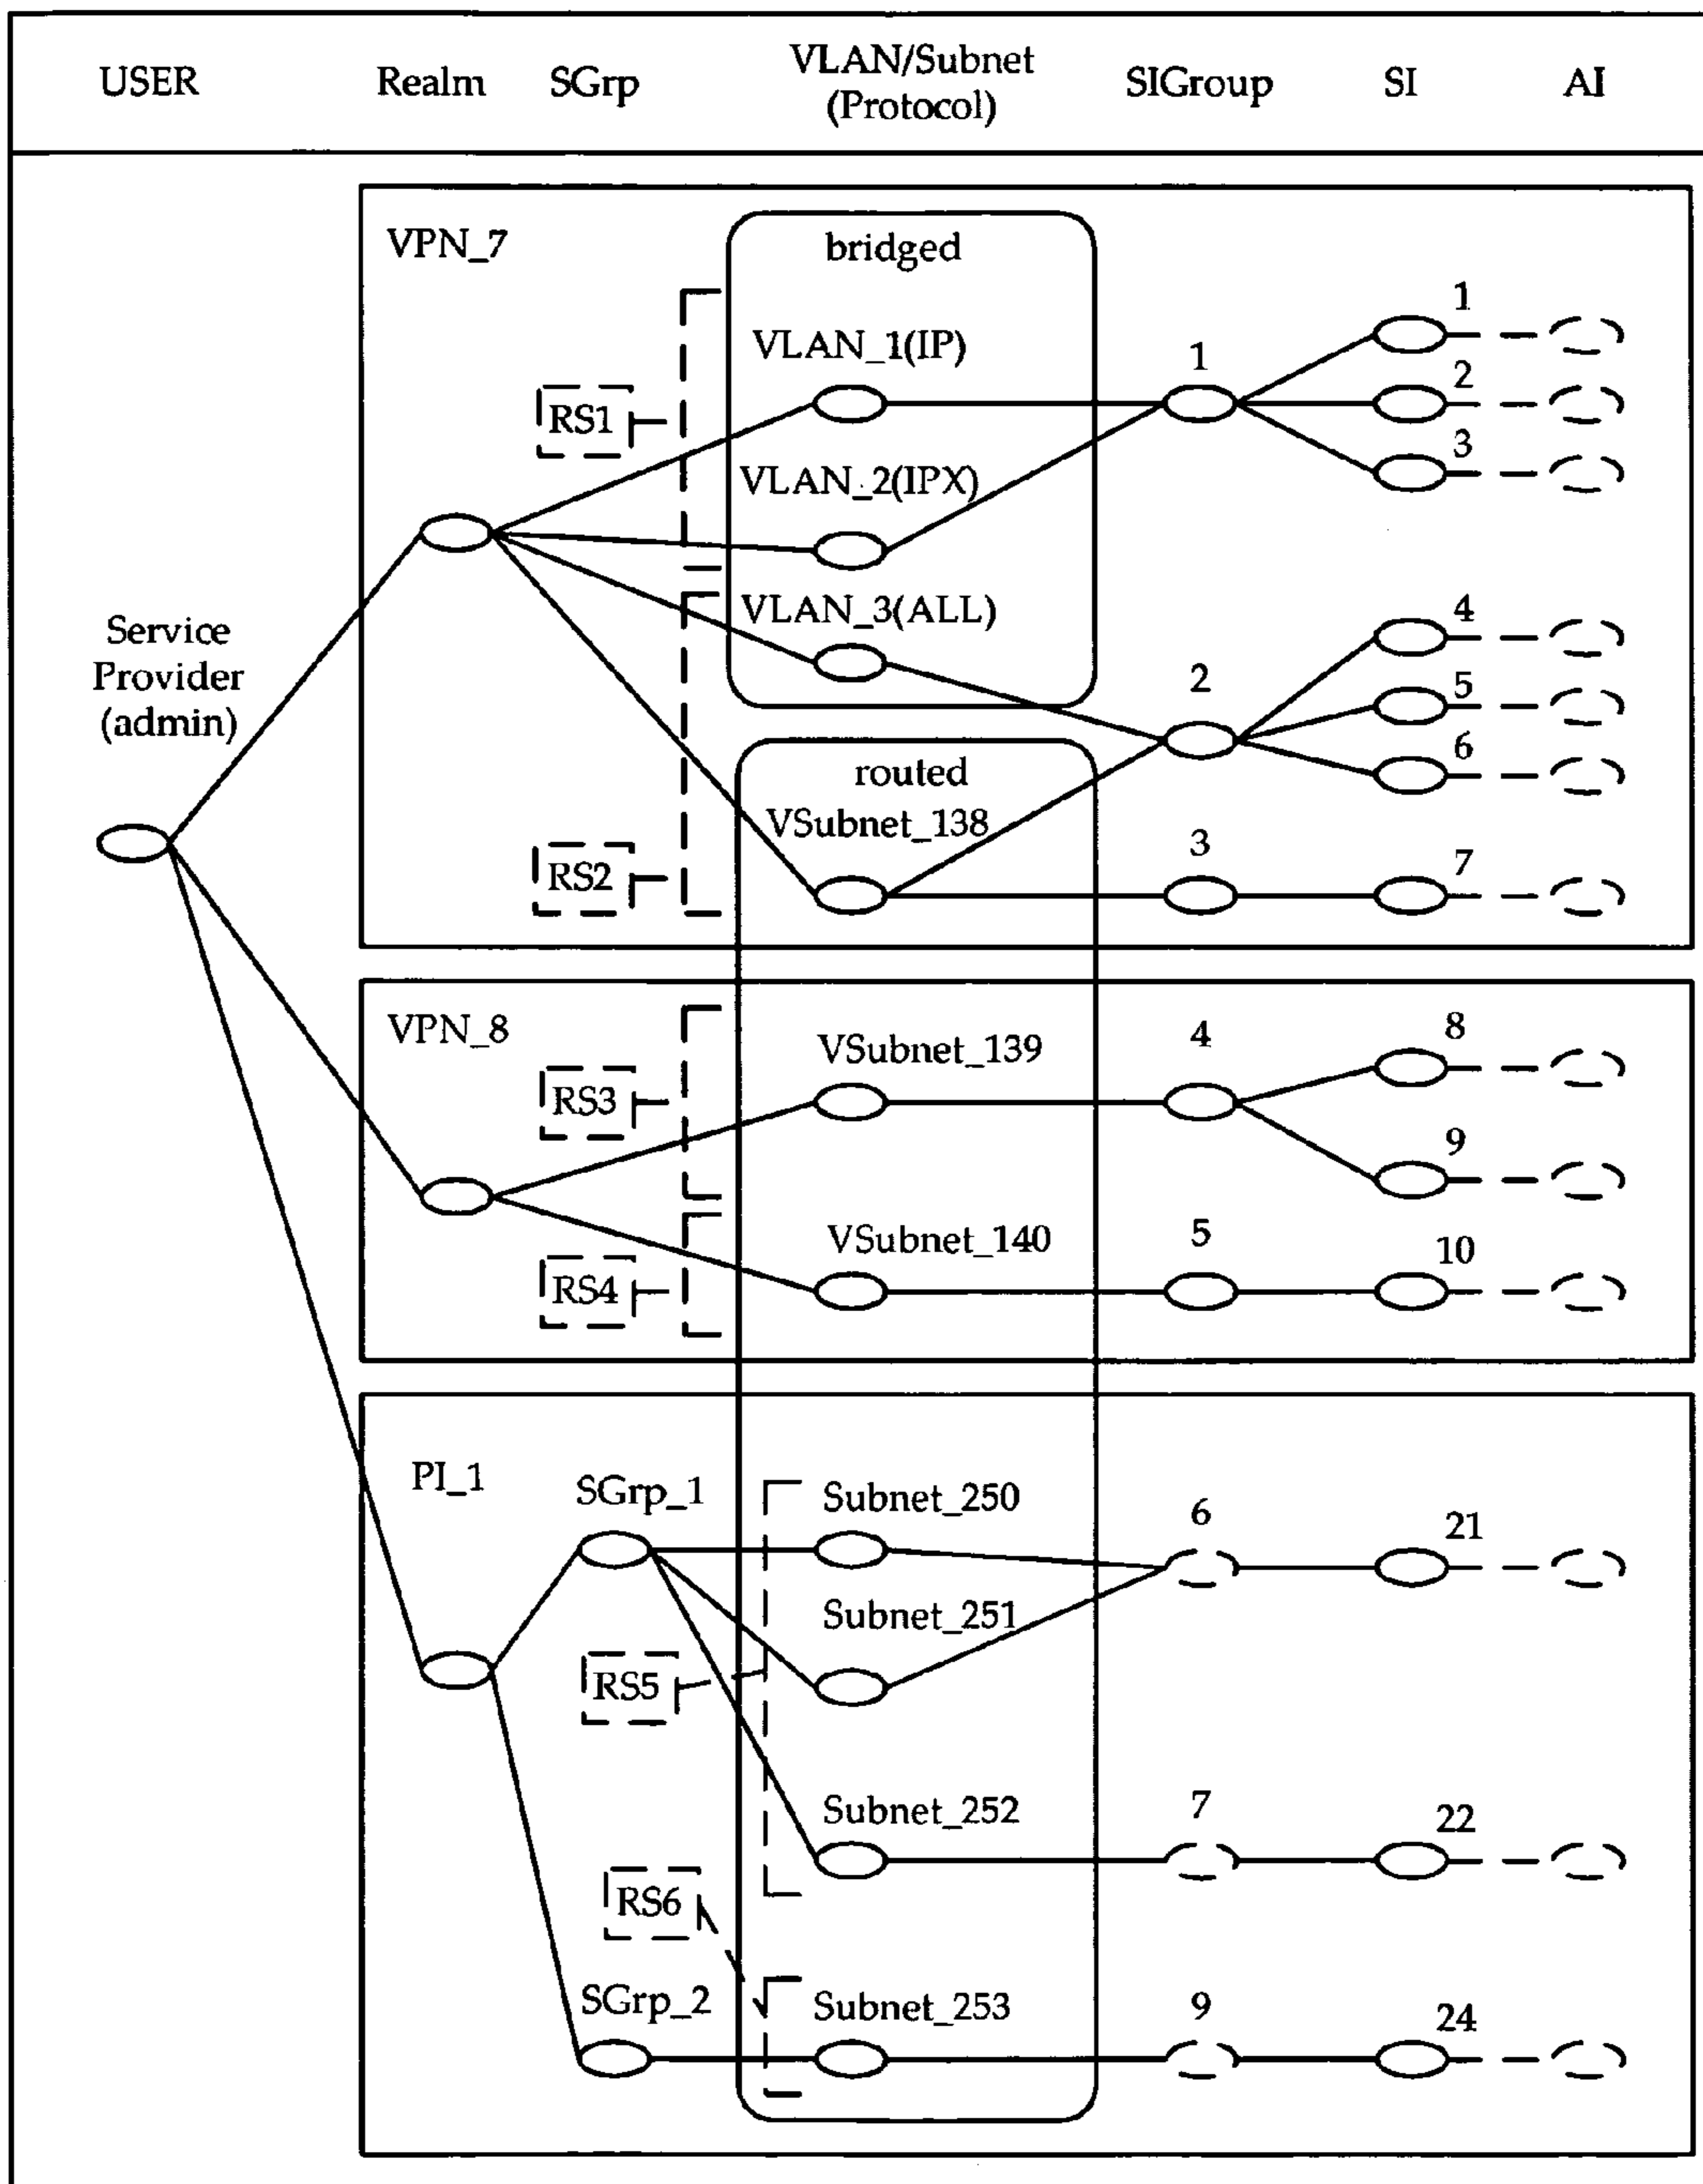 USER Realm SGrp VLAN/Subnet SIGroup SI AI
(Protocol)
VPN_7
bridged
VLAN_1(IP)
RS1
VLAN_2(IPX)
VLAN_3(ALL)
1
1
2
3
Service
Provider
(admin)
2
4
5
6
routed
VSubnet_138
RS2
3
7
VPN_8
VSubnet_139
4
8
RS3
9
VSubnet_140
5
10
RS4
PI_1
SGrp_1
Subnet_250
6
21
Subnet_251
RS5
Subnet_252
7
22
RS6
SGrp_2
Subnet_253
9
24